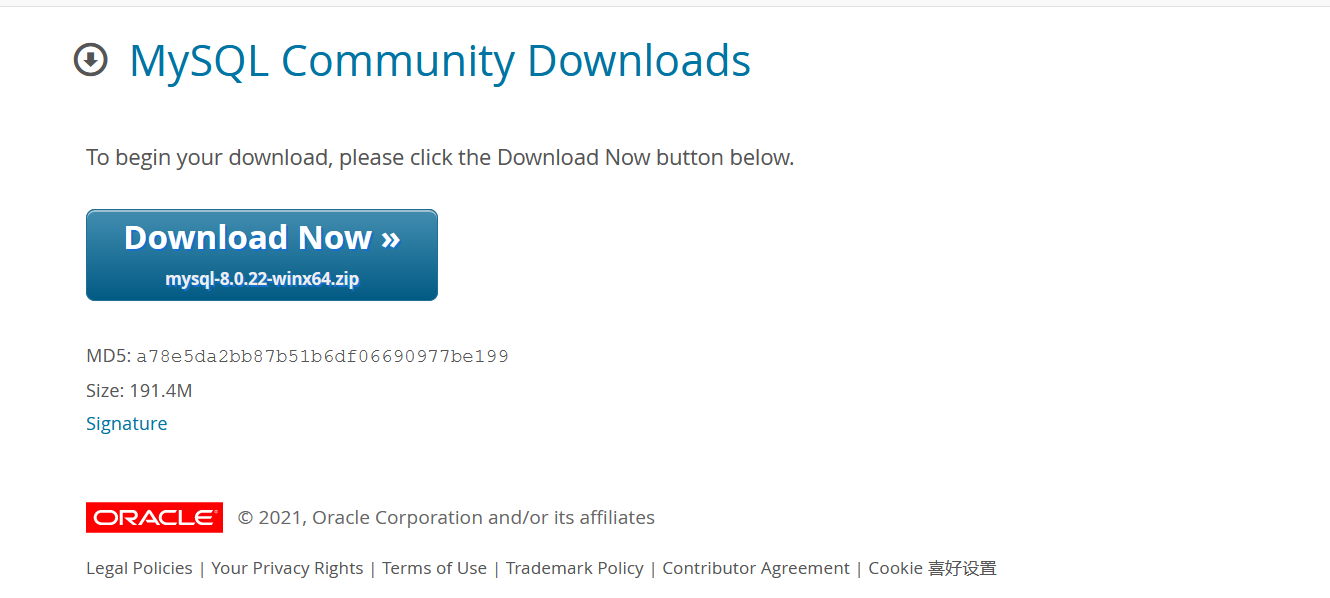 MySQL Community Downloads
To begin your download, please click the Download Now button below.
Download Now »
mysql-8.0.22-winx64.zip
MD5: a78e5da2bb87b51b6df06690977be199
Size: 191.4M
Signature
ORACLE® © 2021, Oracle Corporation and/or its affiliates
Legal Policies | Your Privacy Rights | Terms of Use | Trademark Policy | Contributor Agreement | Cookie 喜好设置